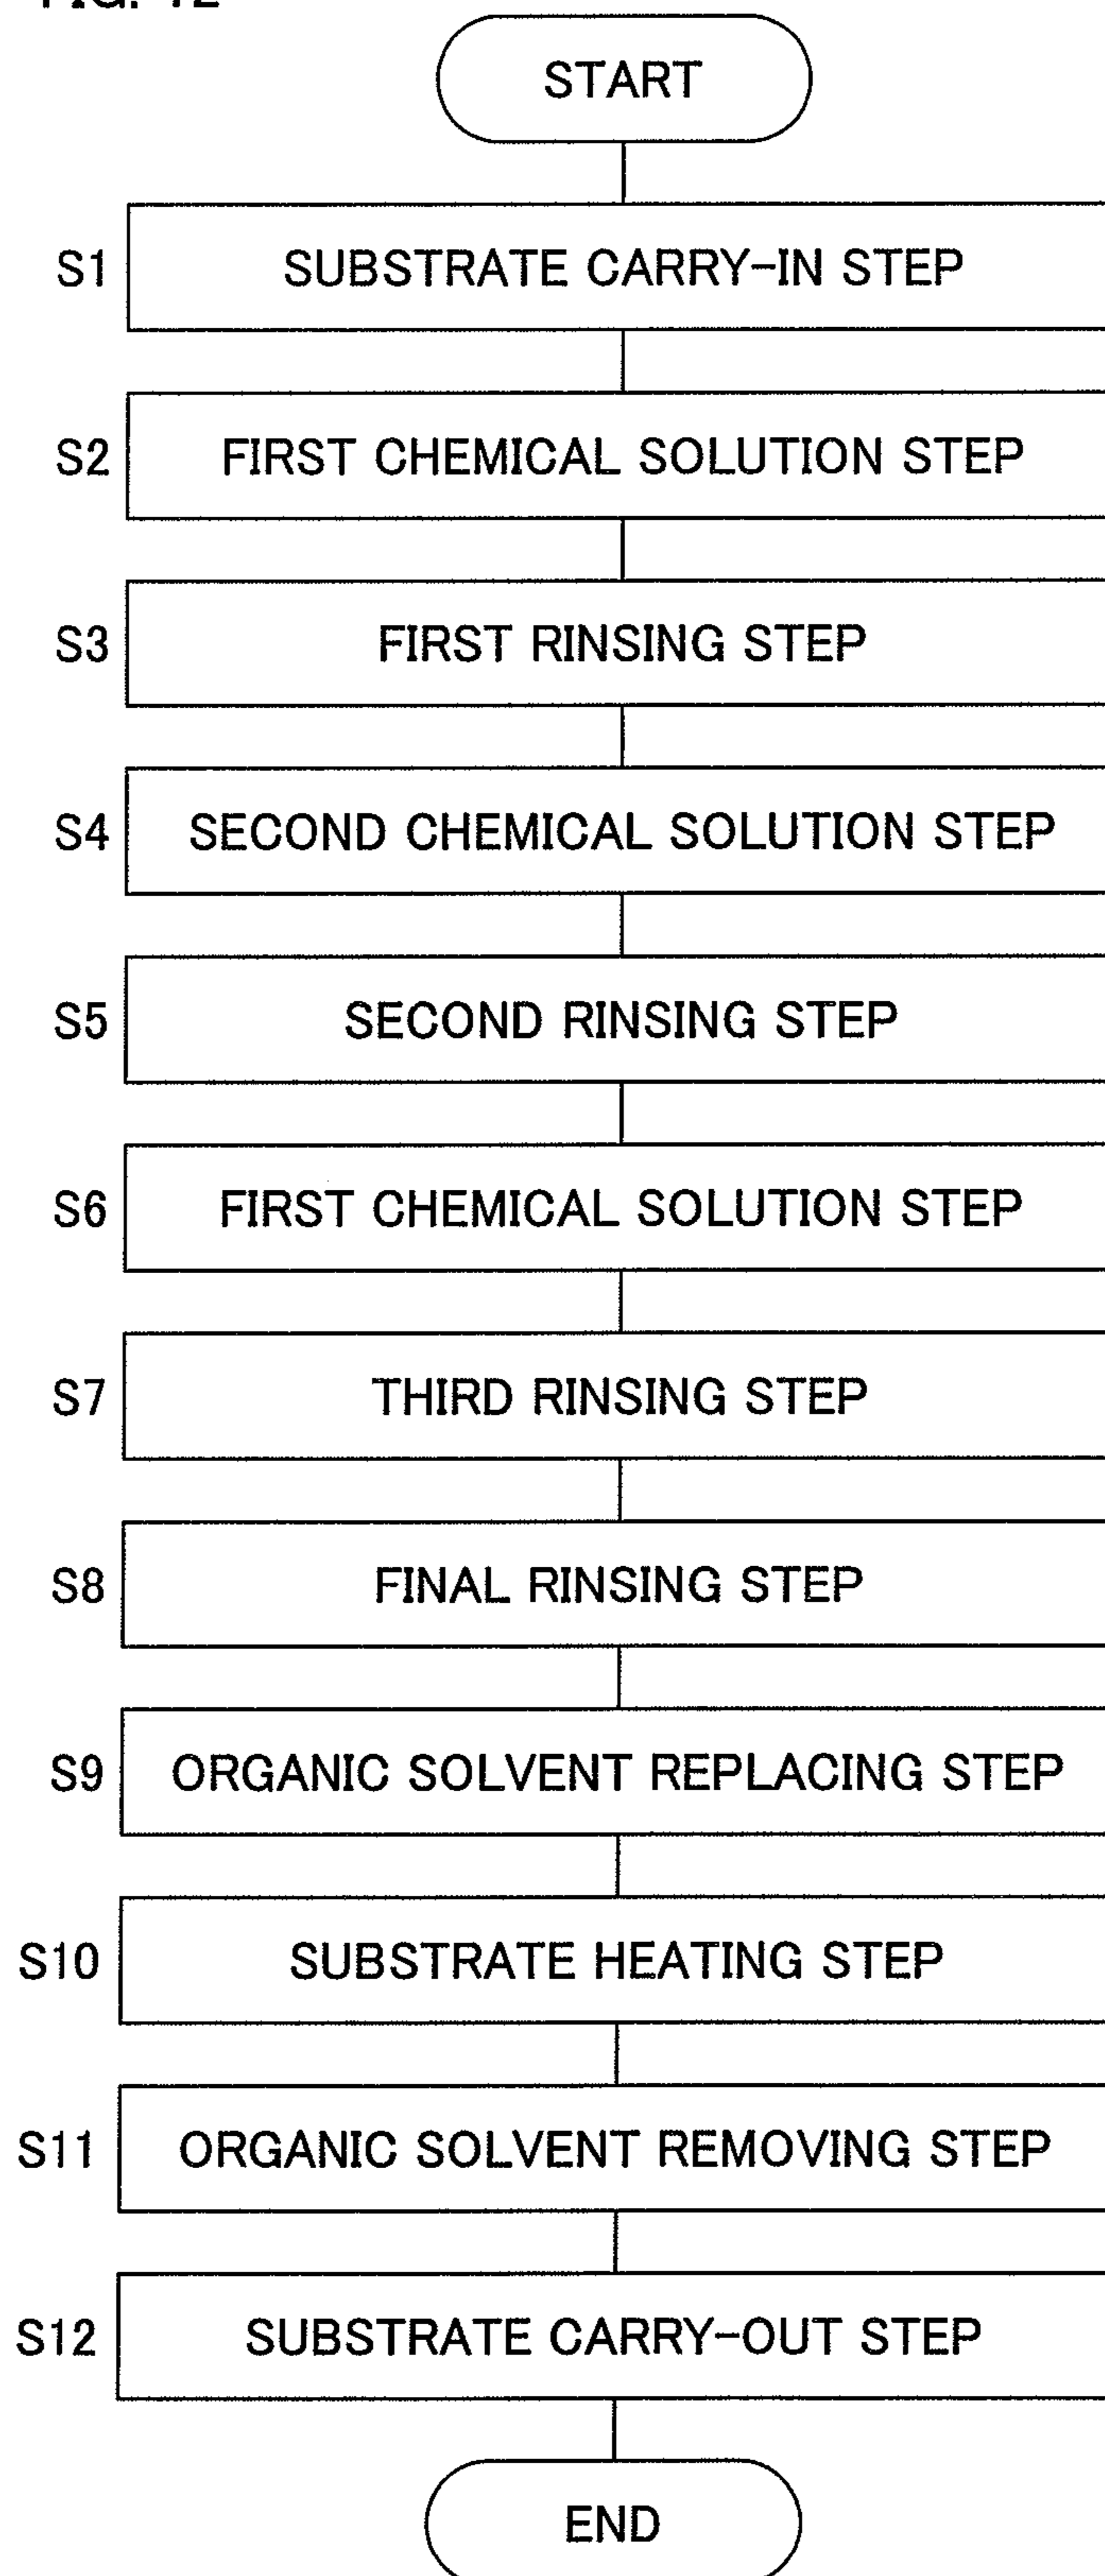 FIG. 12
START
S1 SUBSTRATE CARRY-IN STEP
S2 FIRST CHEMICAL SOLUTION STEP
S3 FIRST RINSING STEP
S4 SECOND CHEMICAL SOLUTION STEP
S5 SECOND RINSING STEP
S6 FIRST CHEMICAL SOLUTION STEP
S7 THIRD RINSING STEP
S8 FINAL RINSING STEP
S9 ORGANIC SOLVENT REPLACING STEP
S10 SUBSTRATE HEATING STEP
S11 ORGANIC SOLVENT REMOVING STEP
S12 SUBSTRATE CARRY-OUT STEP
END